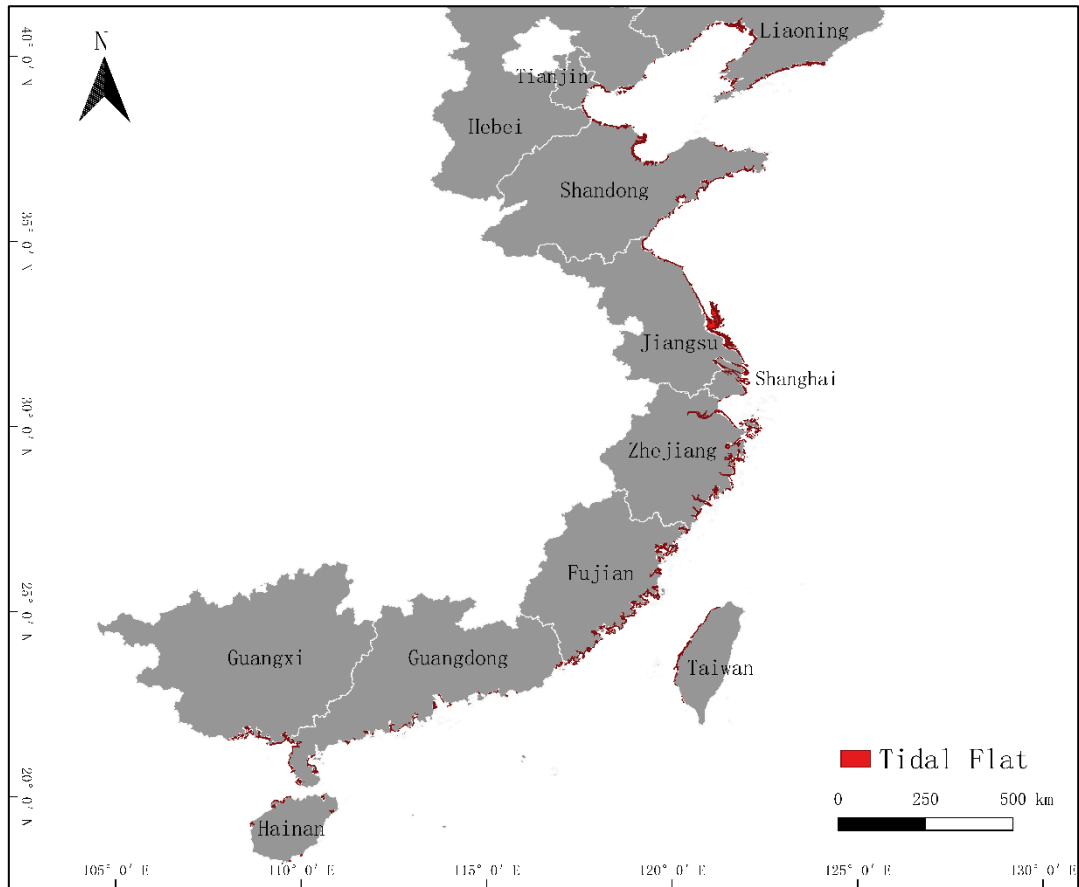 N
Liaoning
Tianjin
Hebei
Shandong
Jiangsu
Shanghai
Zhejiang
Fujian
Guangxi
Guangdong
Taiwan
Hainan
Tidal Flat
0 250 500 km
40° 0′ N
35° 0′ N
30° 0′ N
25° 0′ N
20° 0′ N
105° 0′ E 110° 0′ E 115° 0′ E 120° 0′ E 125° 0′ E 130° 0′ E